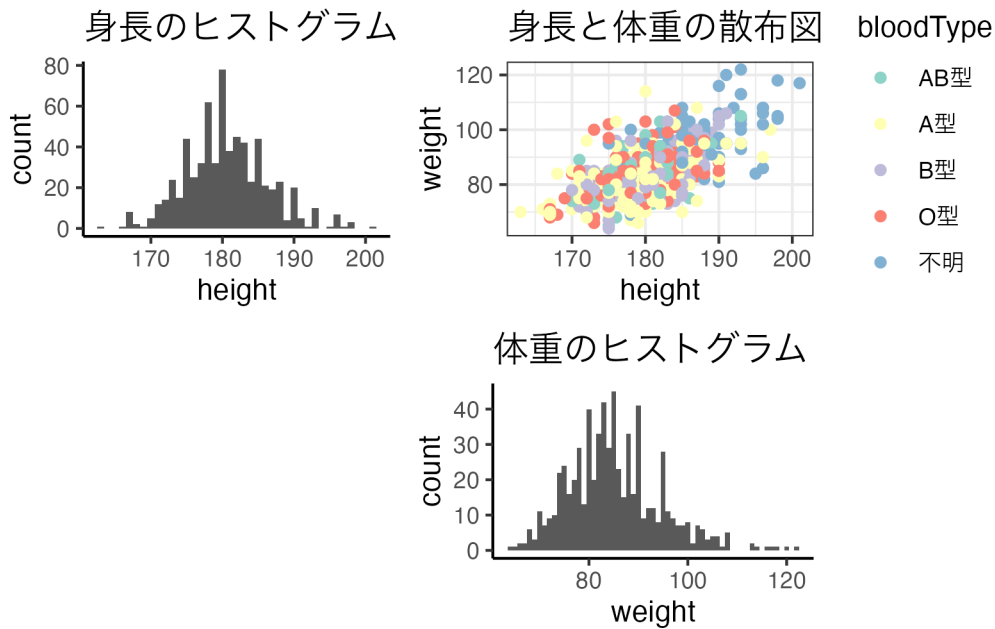 身長のヒストグラム
80
60
40
20
0
count
170 180 190 200
height
身長と体重の散布図
120
100
80
weight
170 180 190 200
height
bloodType
AB型
A型
B型
O型
不明
体重のヒストグラム
40
30
20
10
0
count
80 100 120
weight